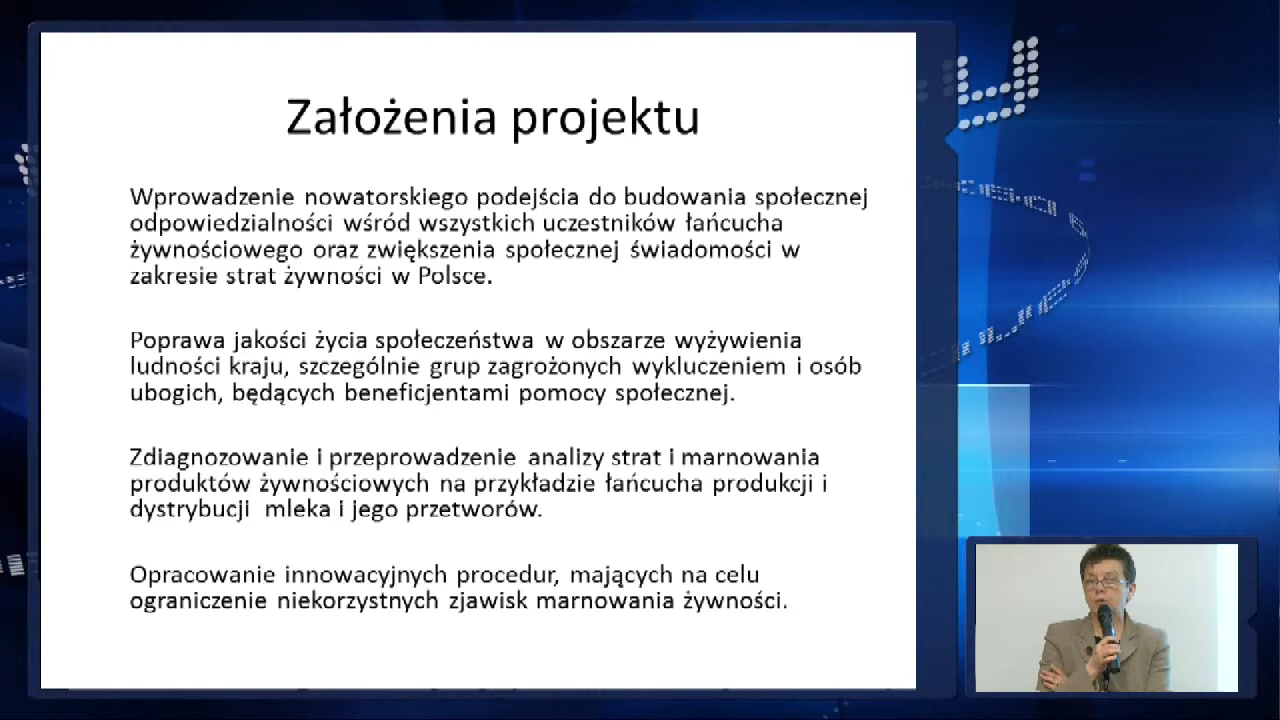 Założenia projektu
Wprowadzenie nowatorskiego podejścia do budowania społecznej
odpowiedzialności wśród wszystkich uczestników łańcucha
żywnościowego oraz zwiększenia społecznej świadomości w
zakresie strat żywności w Polsce.
Poprawa jakości życia społeczeństwa w obszarze wyżywienia
ludności kraju, szczególnie grup zagrożonych wykluczeniem i osób
ubogich, będących beneficjentami pomocy społecznej.
Zdiagnozowanie i przeprowadzenie analizy strat i marnowania
produktów żywnościowych na przykładzie łańcucha produkcji i
dystrybucji mleka i jego przetworów.
Opracowanie innowacyjnych procedur, mających na celu
ograniczenie niekorzystnych zjawisk marnowania żywności.